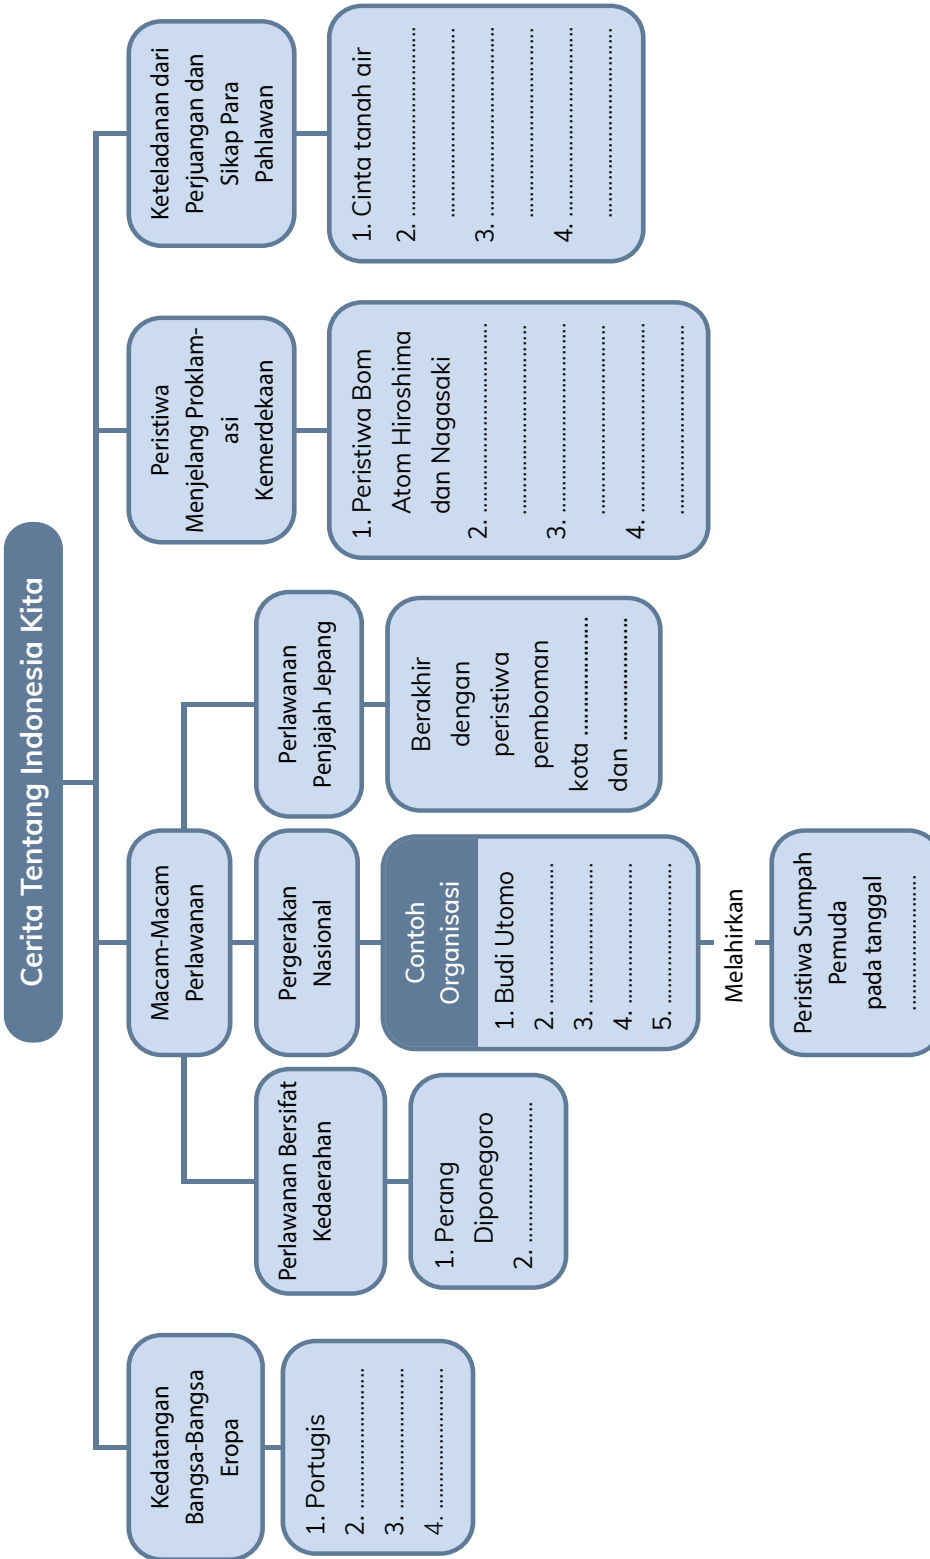 Cerita Tentang Indonesia Kita
Kedatangan
Bangsa-Bangsa
Eropa
1. Portugis
2. ........................
3. ........................
4. ........................
Macam-Macam
Perlawanan
Perlawanan Bersifat
Kedaerahan
1. Perang
Diponegoro
2. ........................
Pergerakan
Nasional
Contoh
Organisasi
1. Budi Utomo
2. ........................
3. ........................
4. ........................
5. ........................
Melahirkan
Peristiwa Sumpah
Pemuda
pada tanggal
........................
Perlawanan
Penjajah Jepang
Berakhir
dengan
peristiwa
pemboman
kota ....................
dan ....................
Peristiwa
Menjelang Proklam-
asi
Kemerdekaan
1. Peristiwa Bom
Atom Hiroshima
dan Nagasaki
2. ................................
................................
3. ................................
................................
4. ................................
................................
Keteladanan dari
Perjuangan dan
Sikap Para
Pahlawan
1. Cinta tanah air
2. ................................
................................
3. ................................
................................
4. ................................
................................